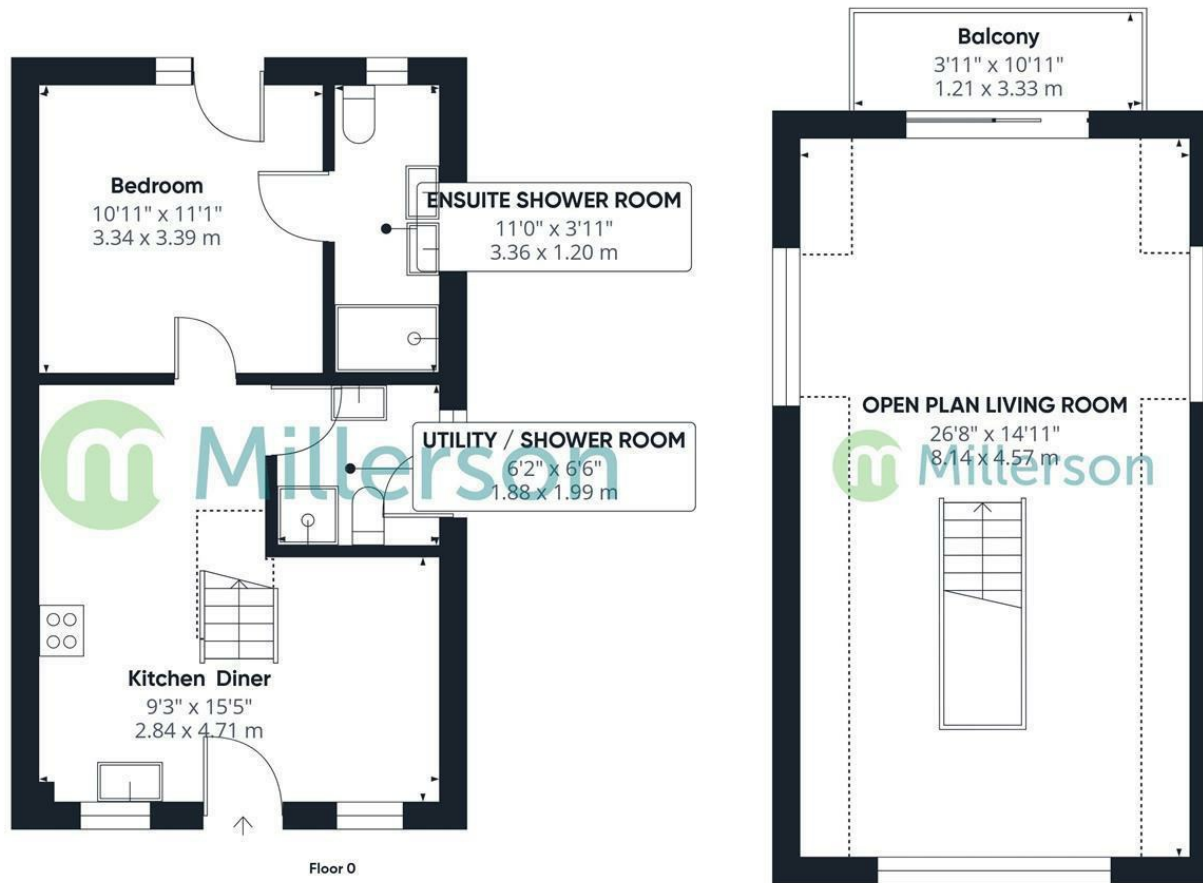 Bedroom
10'11" x 11'1"
3.34 x 3.39 m
ENSUITE SHOWER ROOM
11'0" x 3'11"
3.36 x 1.20 m
Millerson
UTILITY / SHOWER ROOM
6'2" x 6'6"
1.88 x 1.99 m
Kitchen Diner
9'3" x 15'5"
2.84 x 4.71 m
Floor 0
Balcony
3'11" x 10'11"
1.21 x 3.33 m
OPEN PLAN LIVING ROOM
26'8" x 14'11"
8.14 x 4.57 m
Millerson